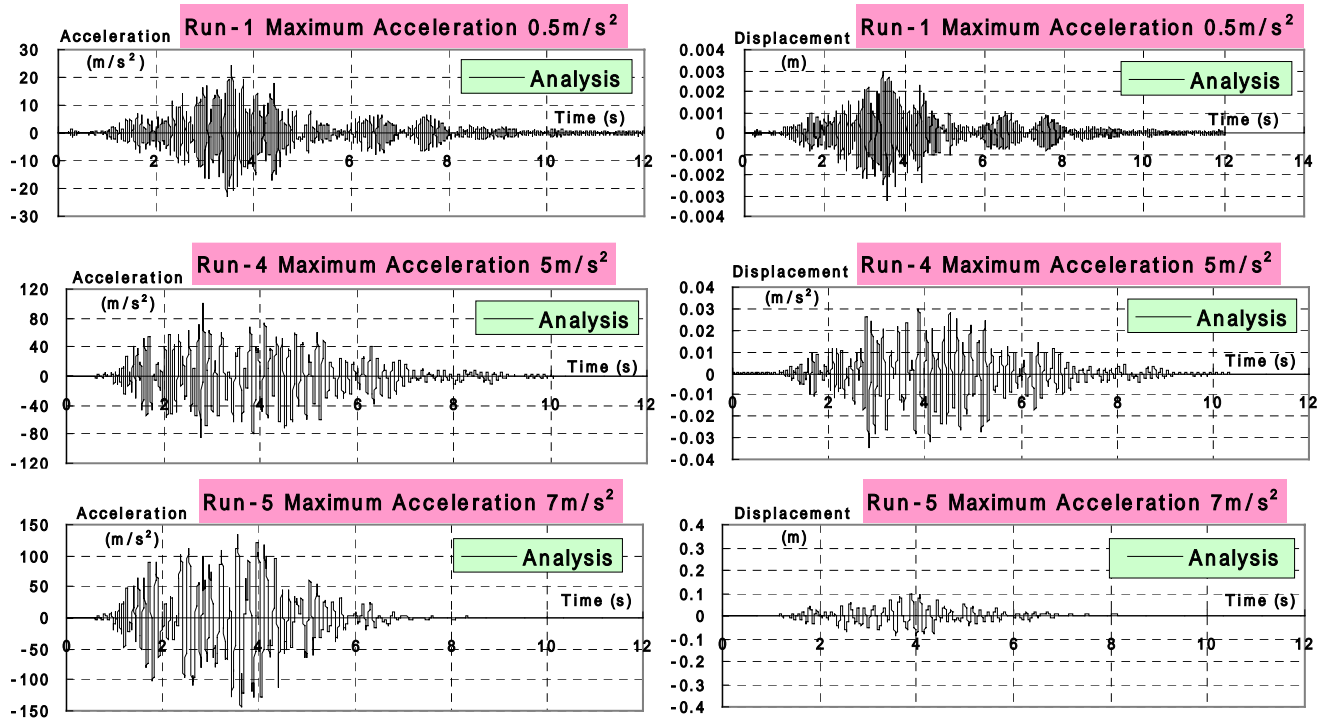 Acceleration Run-1 Maximum Acceleration 0.5m/s²
(m/s²)
30
20
10
0
-10
-20
-30
Analysis
Time (s)
0 2 4 6 8 10 12
Displacement Run-1 Maximum Acceleration 0.5m/s²
(m)
0.004
0.003
0.002
0.001
0
-0.001
-0.002
-0.003
-0.004
Analysis
Time (s)
0 2 4 6 8 10 12 14
Acceleration Run-4 Maximum Acceleration 5m/s²
(m/s²)
120
80
40
0
-40
-80
-120
Analysis
Time (s)
0 2 4 6 8 10 12
Displacement Run-4 Maximum Acceleration 5m/s²
(m/s²)
0.04
0.03
0.02
0.01
0
-0.01
-0.02
-0.03
-0.04
Analysis
Time (s)
0 2 4 6 8 10 12
Acceleration Run-5 Maximum Acceleration 7m/s²
(m/s²)
150
100
50
0
-50
-100
-150
Analysis
Time (s)
0 2 4 6 8 10 12
Displacement Run-5 Maximum Acceleration 7m/s²
(m)
0.4
0.3
0.2
0.1
0
-0.1
-0.2
-0.3
-0.4
Analysis
Time (s)
0 2 4 6 8 10 12